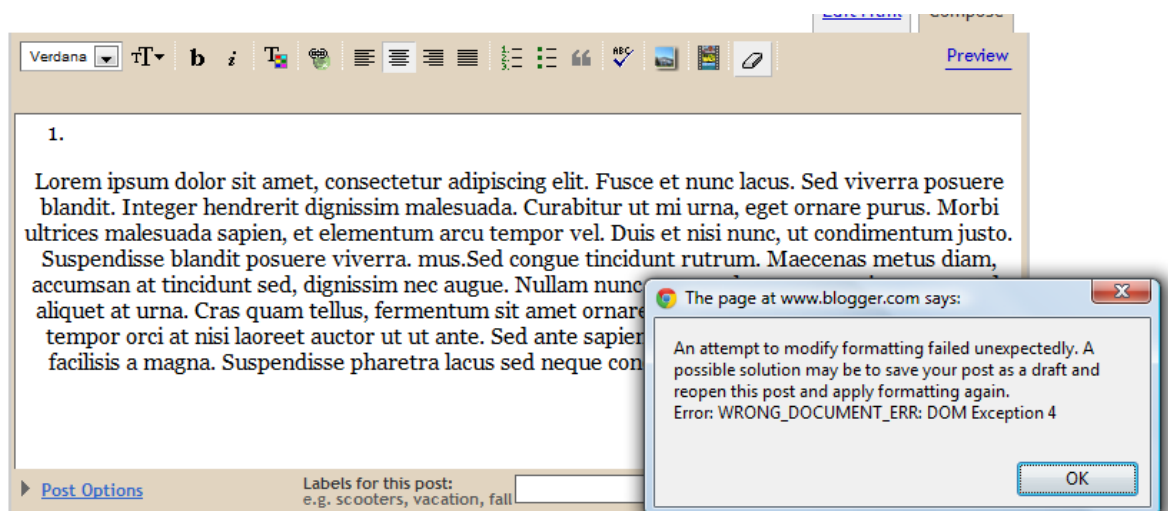 Edit Html Compose
Verdana TT b i T ABC Preview
1.
Lorem ipsum dolor sit amet, consectetur adipiscing elit. Fusce et nunc lacus. Sed viverra posuere
blandit. Integer hendrerit dignissim malesuada. Curabitur ut mi urna, eget ornare purus. Morbi
ultrices malesuada sapien, et elementum arcu tempor vel. Duis et nisi nunc, ut condimentum justo.
Suspendisse blandit posuere viverra. mus.Sed congue tincidunt rutrum. Maecenas metus diam,
accumsan at tincidunt sed, dignissim nec augue. Nullam nunc
aliquet at urna. Cras quam tellus, fermentum sit amet ornare
tempor orci at nisi laoreet auctor ut ut ante. Sed ante sapien
facilisis a magna. Suspendisse pharetra lacus sed neque con
The page at www.blogger.com says:
An attempt to modify formatting failed unexpectedly. A
possible solution may be to save your post as a draft and
reopen this post and apply formatting again.
Error: WRONG_DOCUMENT_ERR: DOM Exception 4
OK
Post Options
Labels for this post:
e.g. scooters, vacation, fall